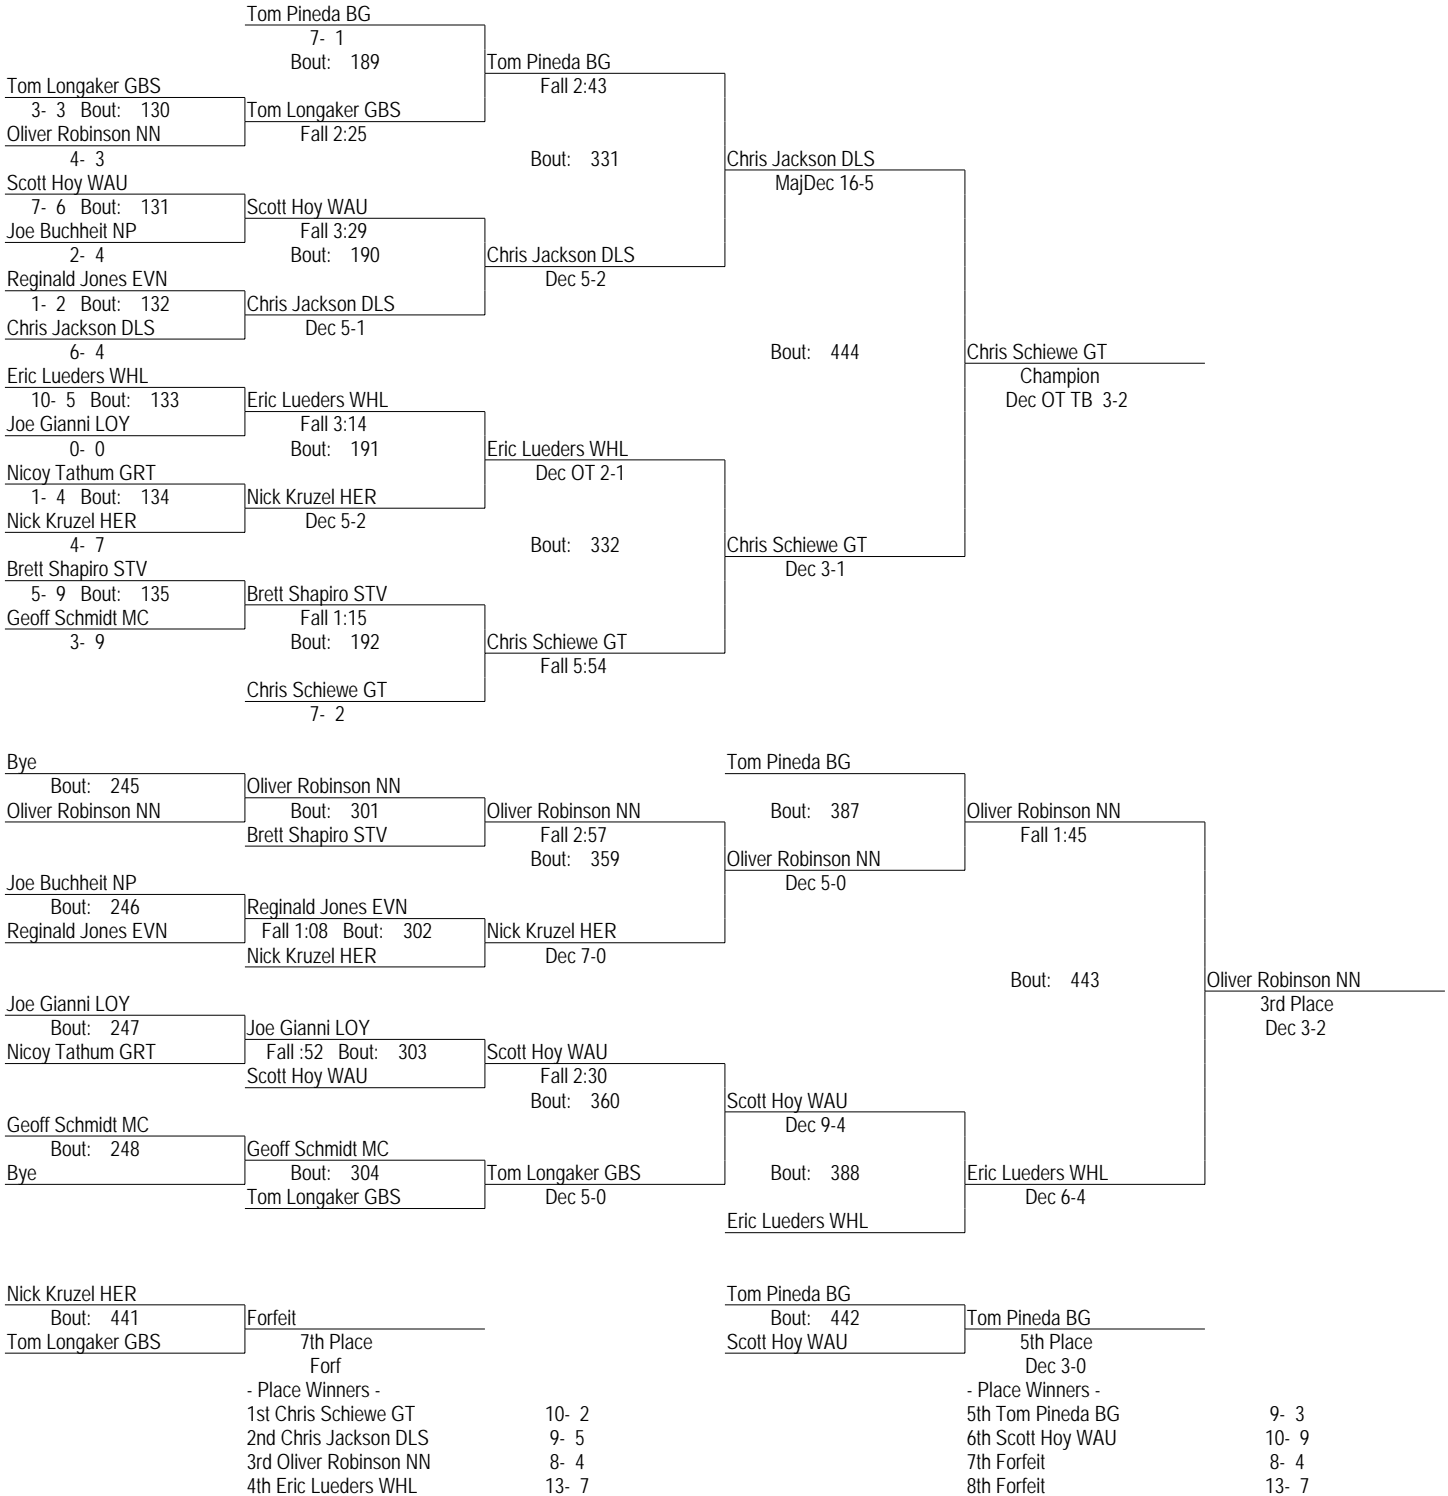 Tom Pineda BG
7- 1
Bout: 189
Tom Pineda BG
Tom Longaker GBS
Fall 2:43
3- 3 Bout: 130
Tom Longaker GBS
Oliver Robinson NN
Fall 2:25
4- 3
Bout: 331
Chris Jackson DLS
Scott Hoy WAU
MajDec 16-5
7- 6 Bout: 131
Scott Hoy WAU
Joe Buchheit NP
Fall 3:29
2- 4
Bout: 190
Chris Jackson DLS
Reginald Jones EVN
Dec 5-2
1- 2 Bout: 132
Chris Jackson DLS
Chris Jackson DLS
Dec 5-1
6- 4
Bout: 444
Chris Schiewe GT
Eric Lueders WHL
Champion
10- 5 Bout: 133
Eric Lueders WHL
Dec OT TB 3-2
Joe Gianni LOY
Fall 3:14
0- 0
Bout: 191
Eric Lueders WHL
Nicoy Tathum GRT
Dec OT 2-1
1- 4 Bout: 134
Nick Kruzel HER
Nick Kruzel HER
Dec 5-2
4- 7
Bout: 332
Chris Schiewe GT
Brett Shapiro STV
Dec 3-1
5- 9 Bout: 135
Brett Shapiro STV
Geoff Schmidt MC
Fall 1:15
3- 9
Bout: 192
Chris Schiewe GT
Fall 5:54
Chris Schiewe GT
7- 2
Bye
Tom Pineda BG
Bout: 245
Oliver Robinson NN
Oliver Robinson NN
Bout: 301
Oliver Robinson NN
Bout: 387
Oliver Robinson NN
Brett Shapiro STV
Fall 2:57
Fall 1:45
Bout: 359
Oliver Robinson NN
Joe Buchheit NP
Dec 5-0
Bout: 246
Reginald Jones EVN
Reginald Jones EVN
Fall 1:08 Bout: 302
Nick Kruzel HER
Nick Kruzel HER
Dec 7-0
Bout: 443
Oliver Robinson NN
Joe Gianni LOY
3rd Place
Bout: 247
Joe Gianni LOY
Dec 3-2
Nicoy Tathum GRT
Fall :52 Bout: 303
Scott Hoy WAU
Scott Hoy WAU
Fall 2:30
Bout: 360
Scott Hoy WAU
Geoff Schmidt MC
Dec 9-4
Bout: 248
Geoff Schmidt MC
Bye
Bout: 304
Tom Longaker GBS
Bout: 388
Eric Lueders WHL
Tom Longaker GBS
Dec 5-0
Dec 6-4
Eric Lueders WHL
Nick Kruzel HER
Tom Pineda BG
Bout: 441
Forfeit
Bout: 442
Tom Pineda BG
Tom Longaker GBS
7th Place
Scott Hoy WAU
5th Place
Forf
Dec 3-0
- Place Winners -
1st Chris Schiewe GT 10- 2
2nd Chris Jackson DLS 9- 5
3rd Oliver Robinson NN 8- 4
4th Eric Lueders WHL 13- 7
- Place Winners -
5th Tom Pineda BG 9- 3
6th Scott Hoy WAU 10- 9
7th Forfeit 8- 4
8th Forfeit 13- 7